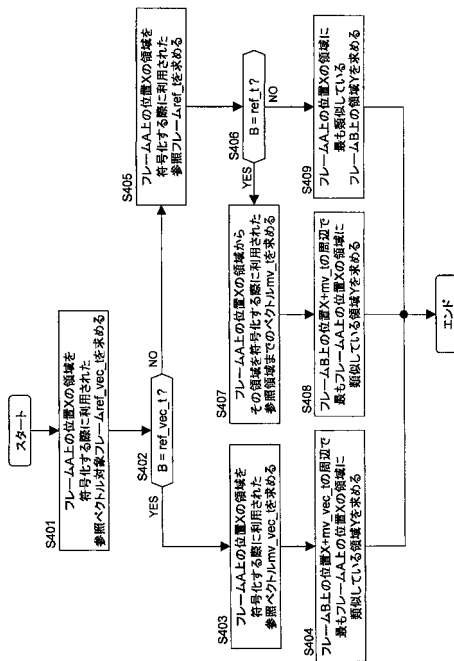 スタート
S401
フレームA上の位置Xの領域を
符号化する際に利用された
参照ベクトル対象フレームref_vec_tを求める
S402
B = ref_vec_t ?
YES
NO
S403
フレームA上の位置Xの領域を
符号化する際に利用された
参照ベクトルmv_vec_tを求める
S404
フレームB上の位置X+mv_vec_tの周辺で
最もフレームA上の位置Xの領域に
類似している領域Yを求める
S405
フレームA上の位置Xの領域を
符号化する際に利用された
参照フレームref_tを求める
S406
B = ref_t ?
YES
NO
S407
フレームA上の位置Xの領域から
その領域を符号化する際に利用された
参照領域までのベクトルmv_tを求める
S408
フレームB上の位置X+mv_tの周辺で
最もフレームA上の位置Xの領域に
類似している領域Yを求める
S409
フレームA上の位置Xの領域に
最も類似している
フレームB上の領域Yを求める
エンド